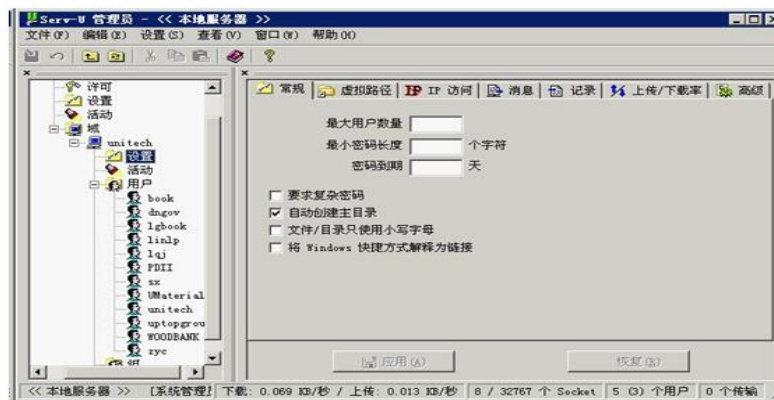 Serv-U 管理员 - << 本地服务器 >>
文件(F) 编辑(E) 设置(S) 查看(V) 窗口(W) 帮助(H)
许可
设置
活动
域
unitech
设置
活动
用户
book
dngov
lgbook
linlp
lqj
PDII
sx
UMaterial
unitech
uptopgrou
WOODBANK
zyc
组
常规 虚拟路径 IP 访问 消息 记录 上传/下载率 高级
最大用户数量
最小密码长度 个字符
密码到期 天
要求复杂密码
自动创建主目录
文件/目录只使用小写字母
将 Windows 快捷方式解释为链接
应用(A) 恢复(R)
<< 本地服务器 >> [系统管理] 下载: 0.069 KB/秒 / 上传: 0.013 KB/秒 8 / 32767 个 Socket 5 (3) 个用户 0 个传输